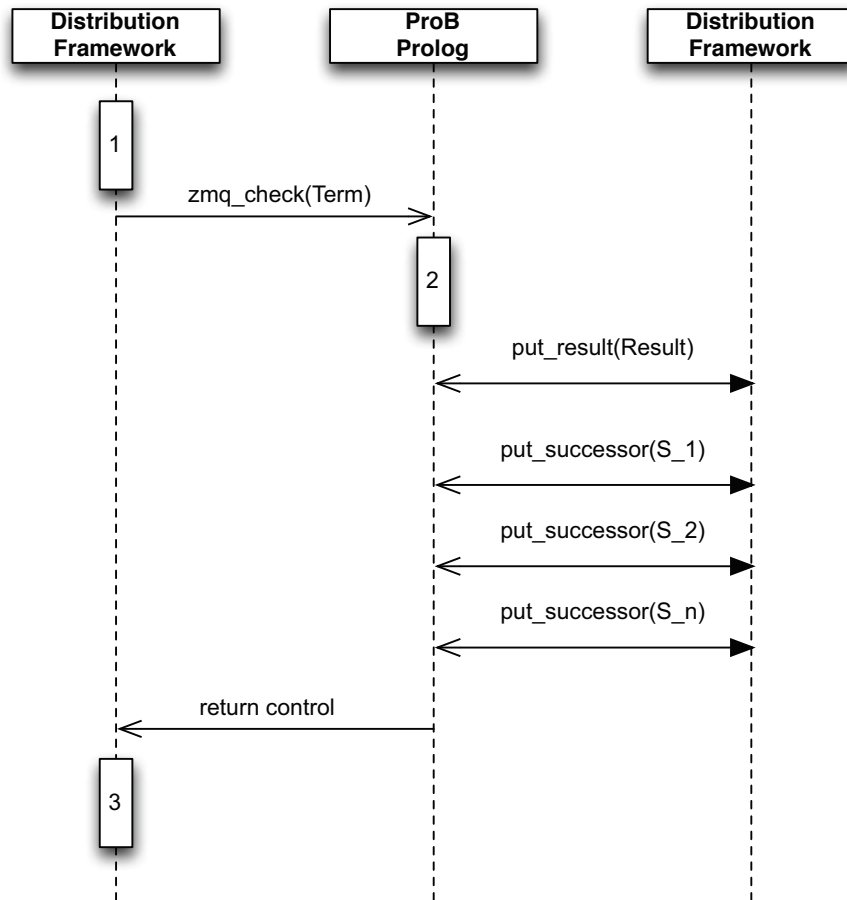 Distribution
Framework
ProB
Prolog
Distribution
Framework
1
zmq_check(Term)
2
put_result(Result)
put_successor(S_1)
put_successor(S_2)
put_successor(S_n)
return control
3